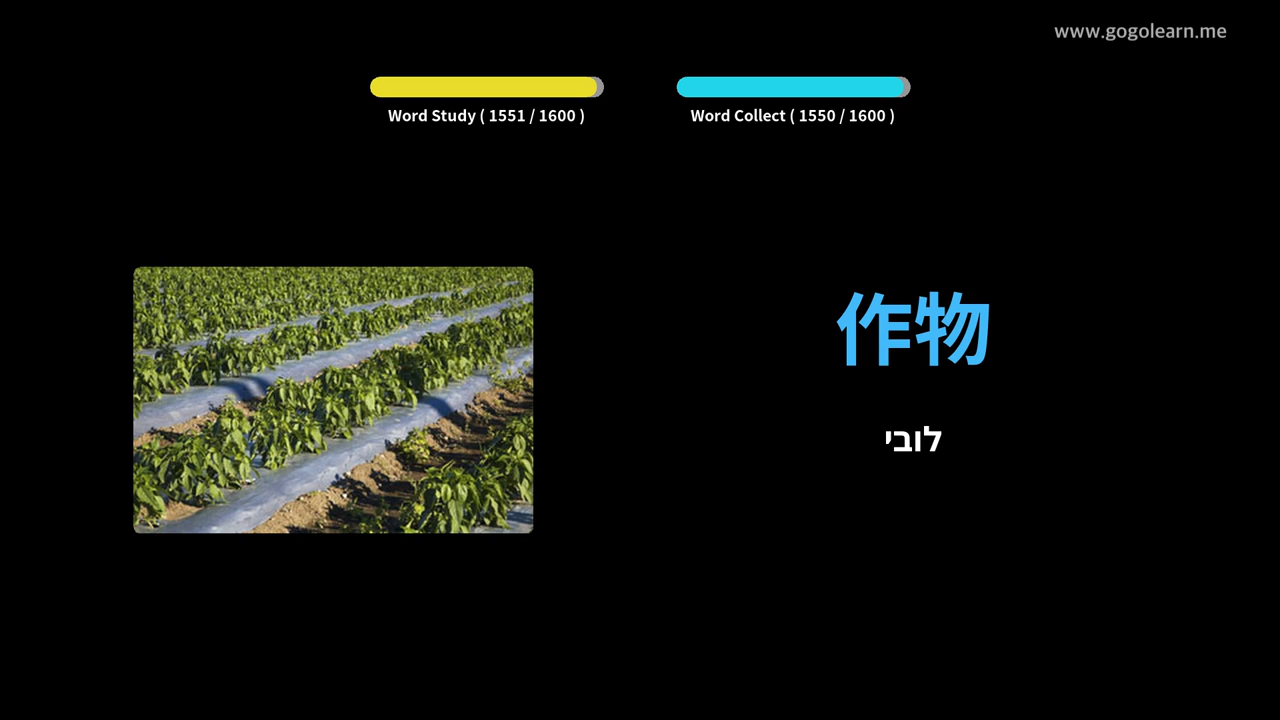 www.gogolearn.me
Word Study ( 1551 / 1600 )
Word Collect ( 1550 / 1600 )
作物
לובי